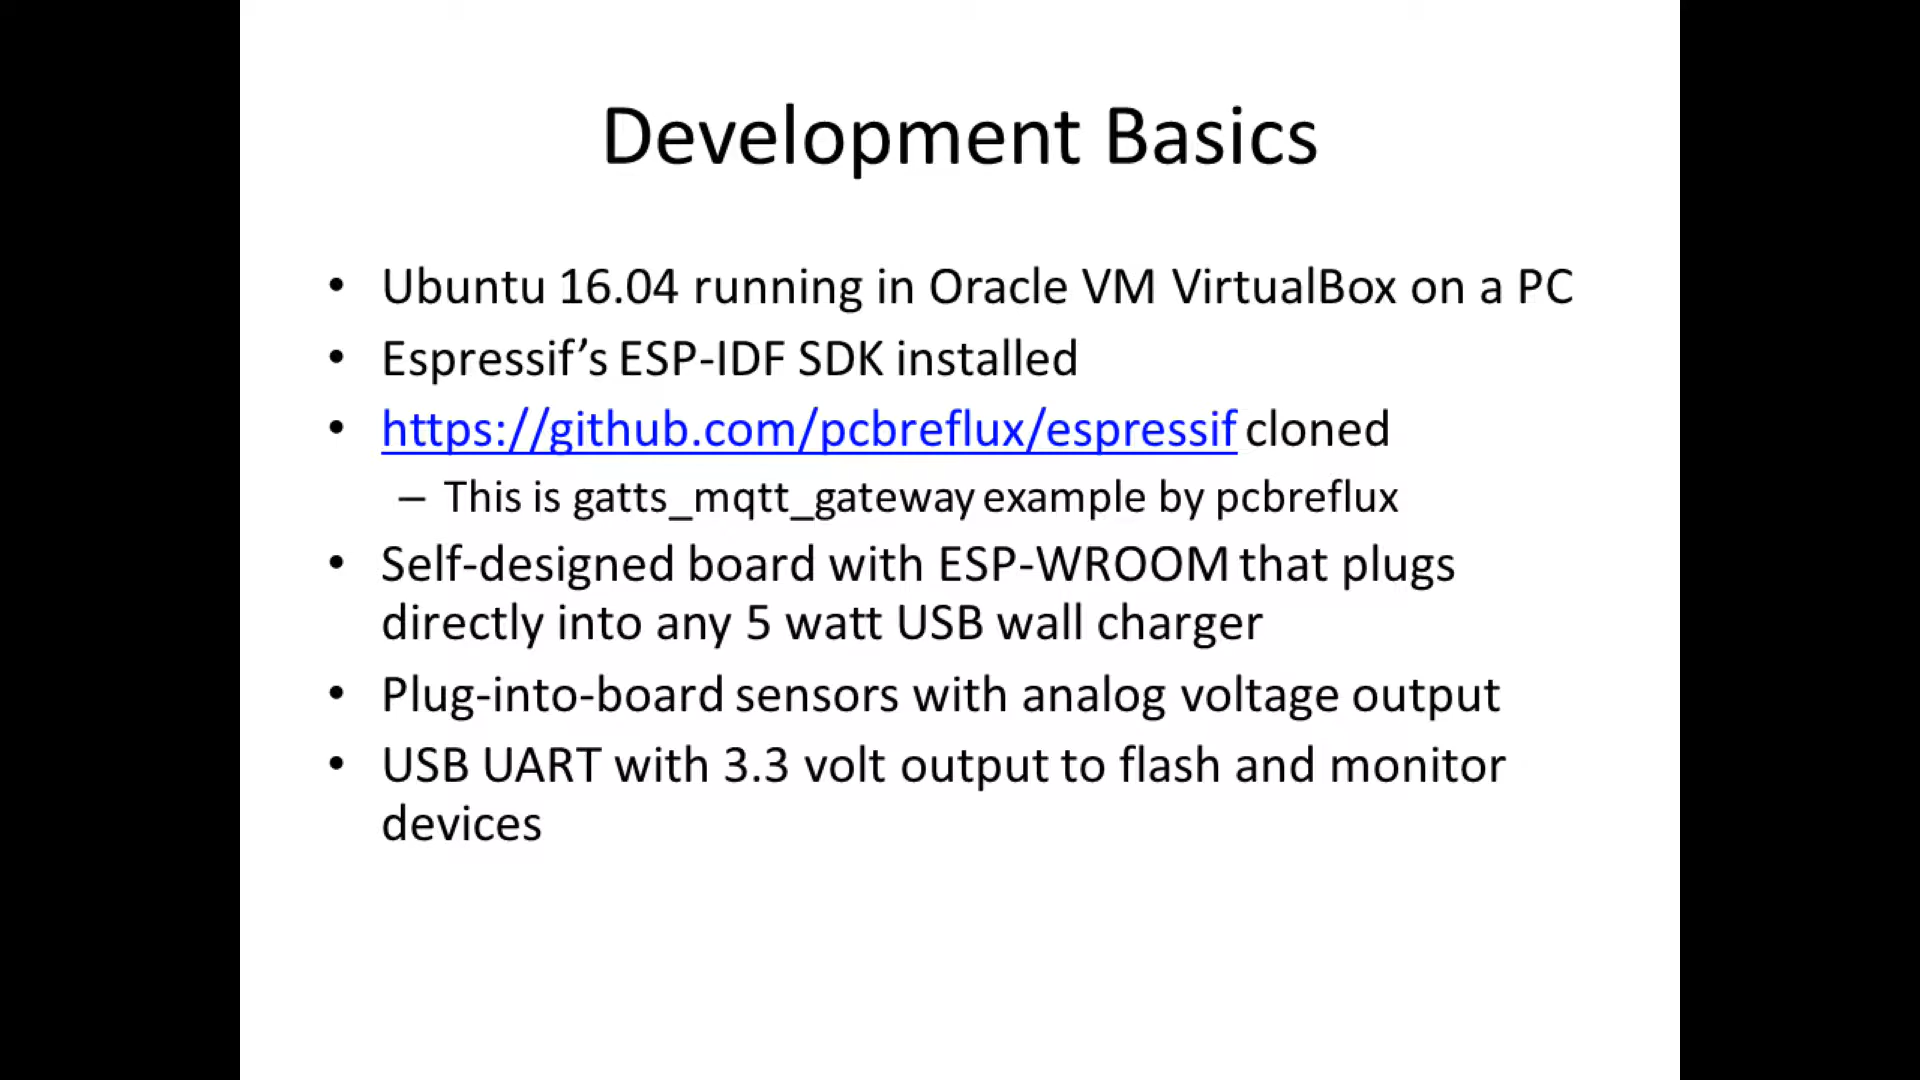 Development Basics
• Ubuntu 16.04 running in Oracle VM VirtualBox on a PC
• Espressif’s ESP-IDF SDK installed
• https://github.com/pcbreflux/espressif cloned
– This is gatts_mqtt_gateway example by pcbreflux
• Self-designed board with ESP-WROOM that plugs
directly into any 5 watt USB wall charger
• Plug-into-board sensors with analog voltage output
• USB UART with 3.3 volt output to flash and monitor
devices